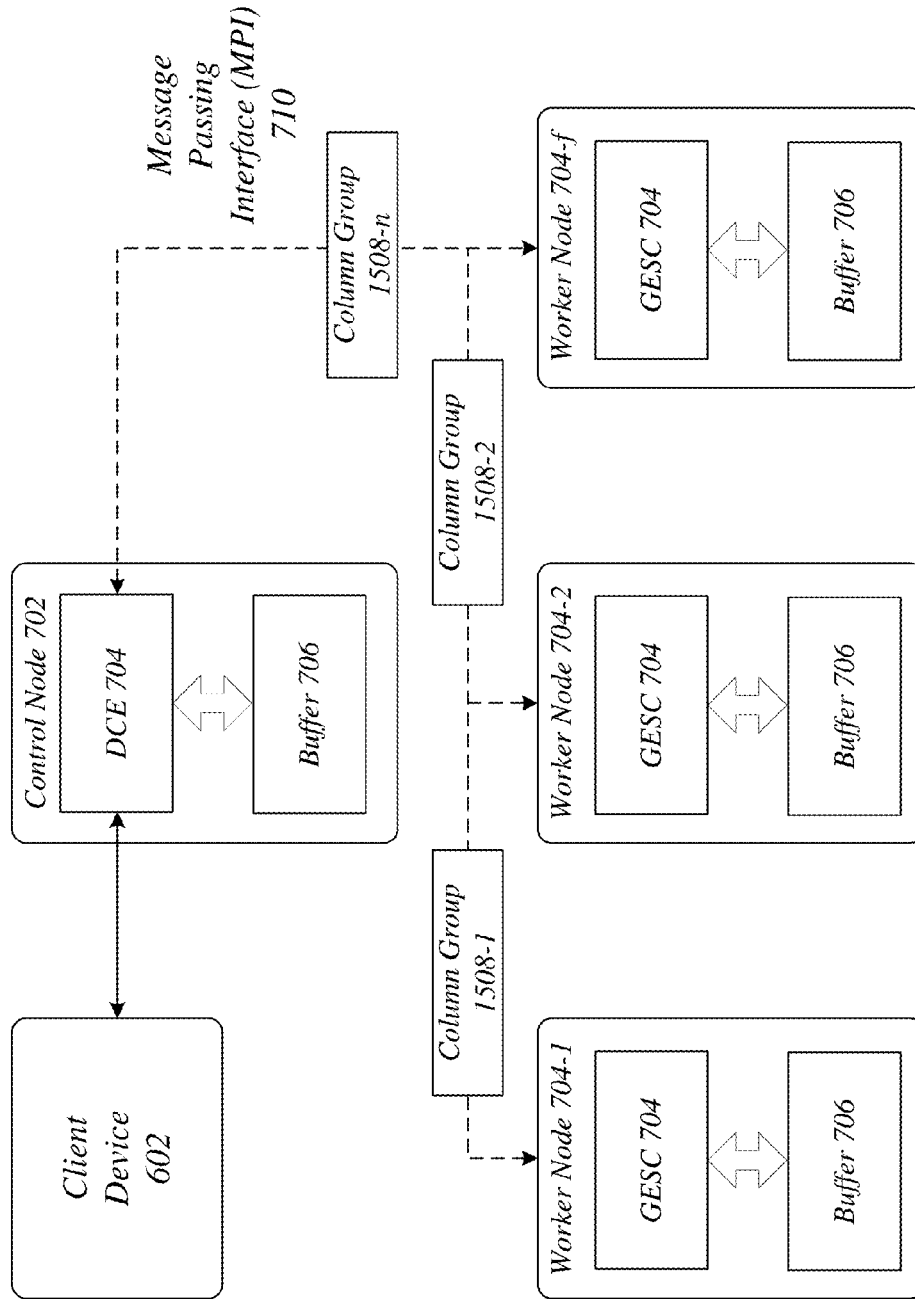 Client
Device
602
Control Node 702
DCE 704
Buffer 706
Message
Passing
Interface (MPI)
710
Column Group
1508-1
Column Group
1508-2
Column Group
1508-n
Worker Node 704-1
GESC 704
Buffer 706
Worker Node 704-2
GESC 704
Buffer 706
Worker Node 704-f
GESC 704
Buffer 706